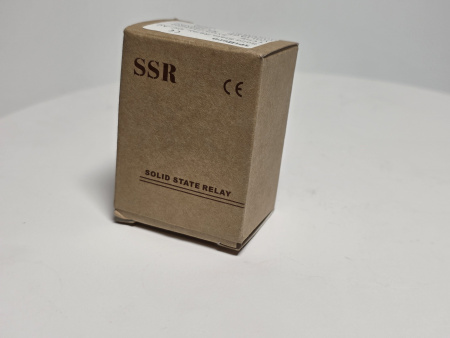 SSR
CE
SOLID STATE RELAY